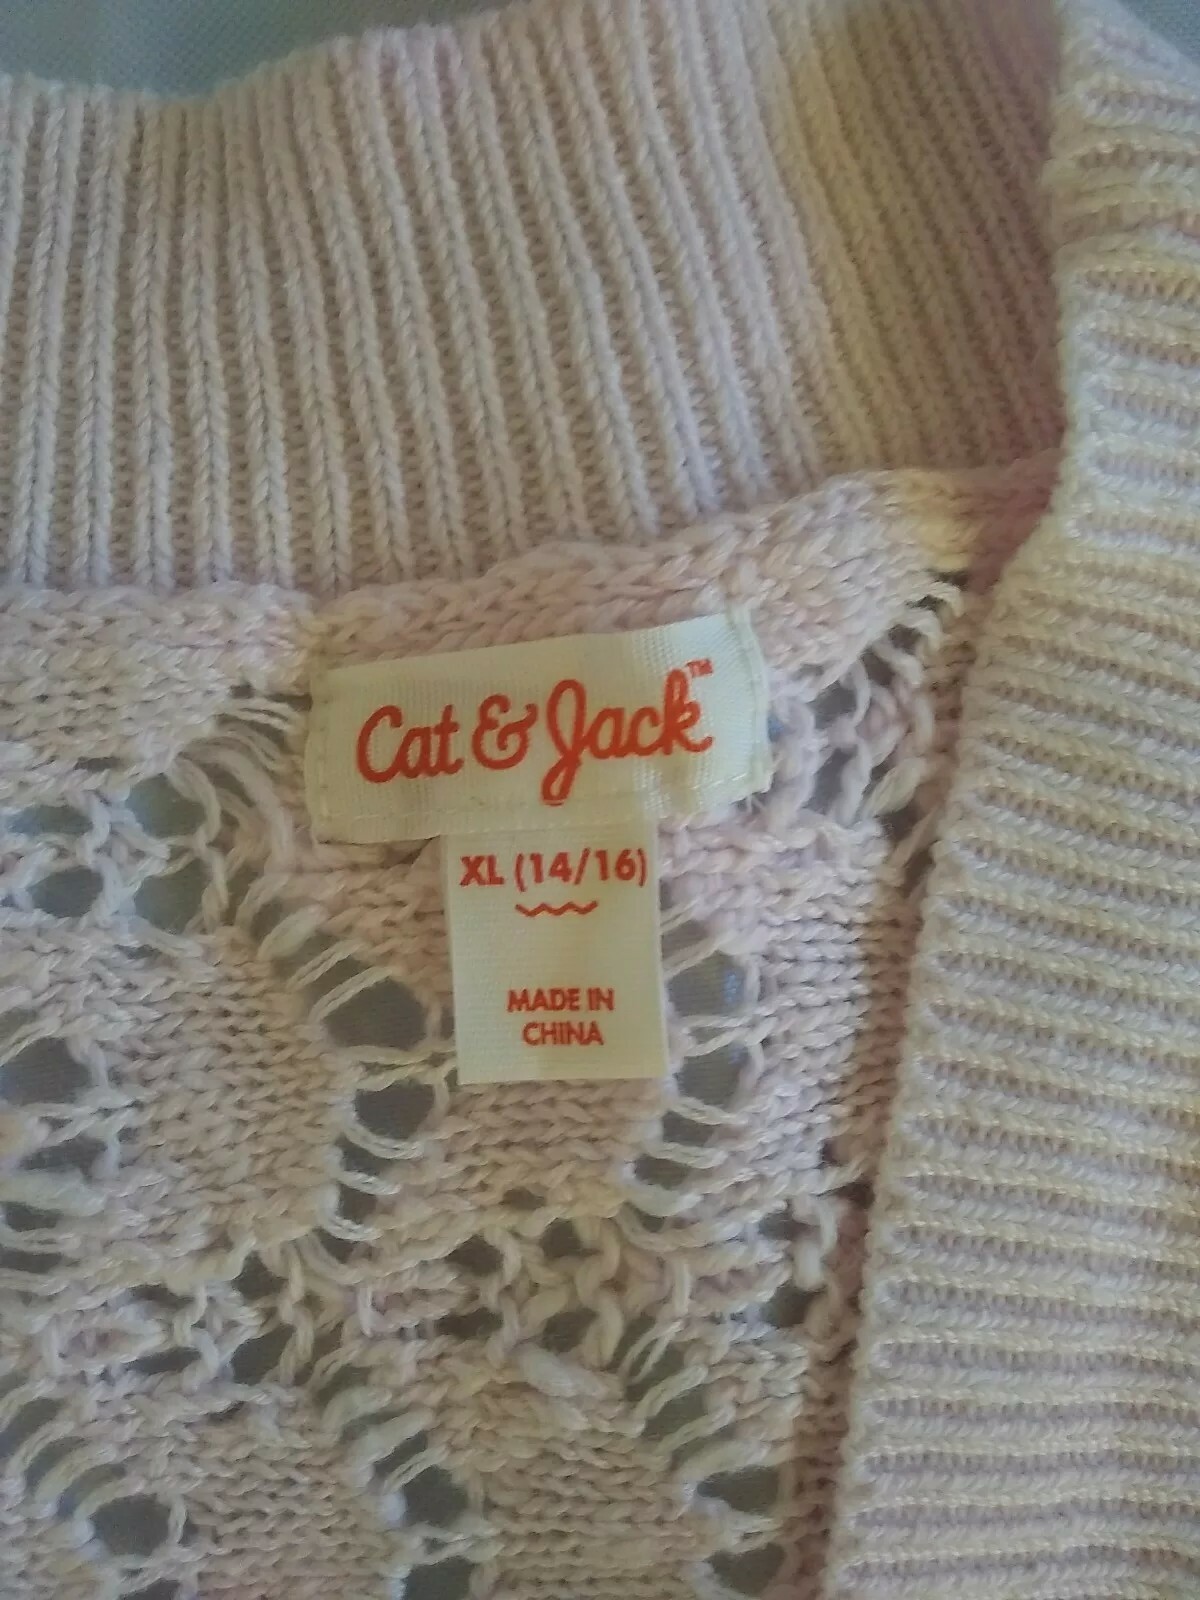 Cat & Jack™
XL (14/16)
MADE IN
CHINA